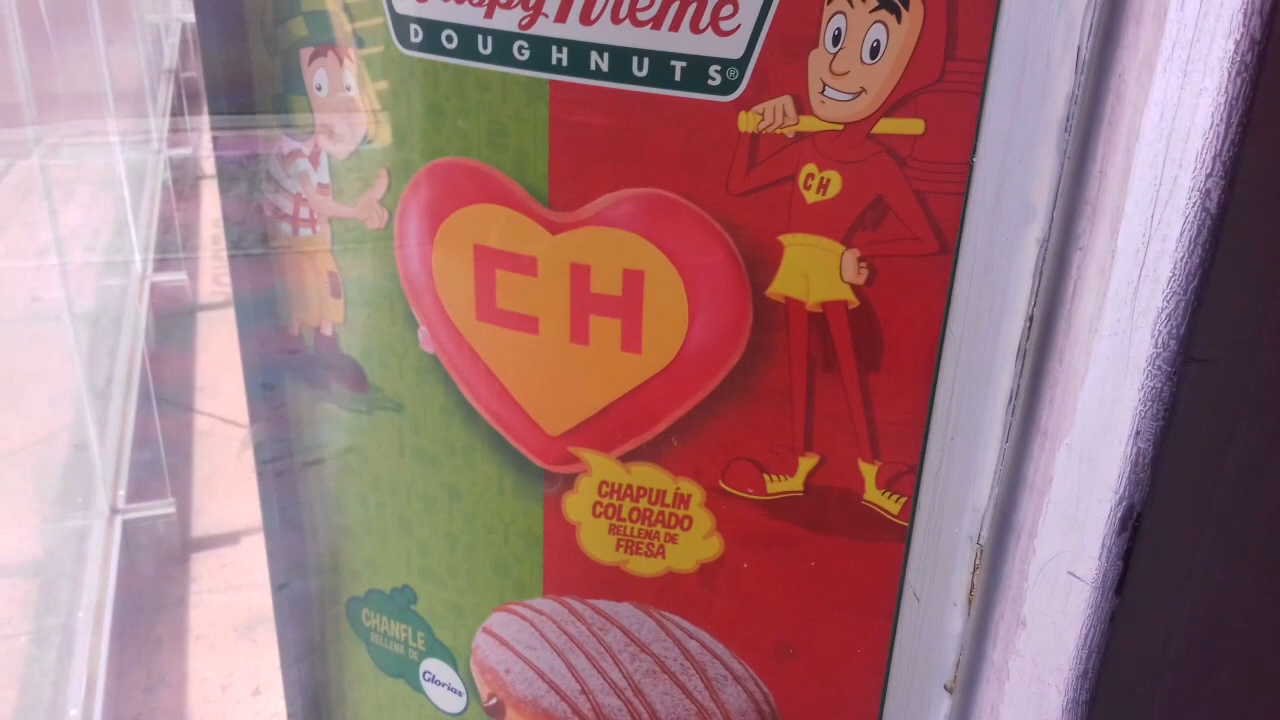 Krispy Kreme
DOUGHNUTS®
CH
CH
CHAPULÍN
COLORADO
RELLENA DE
FRESA
CHANFLE
RELLENA DE
Glorias